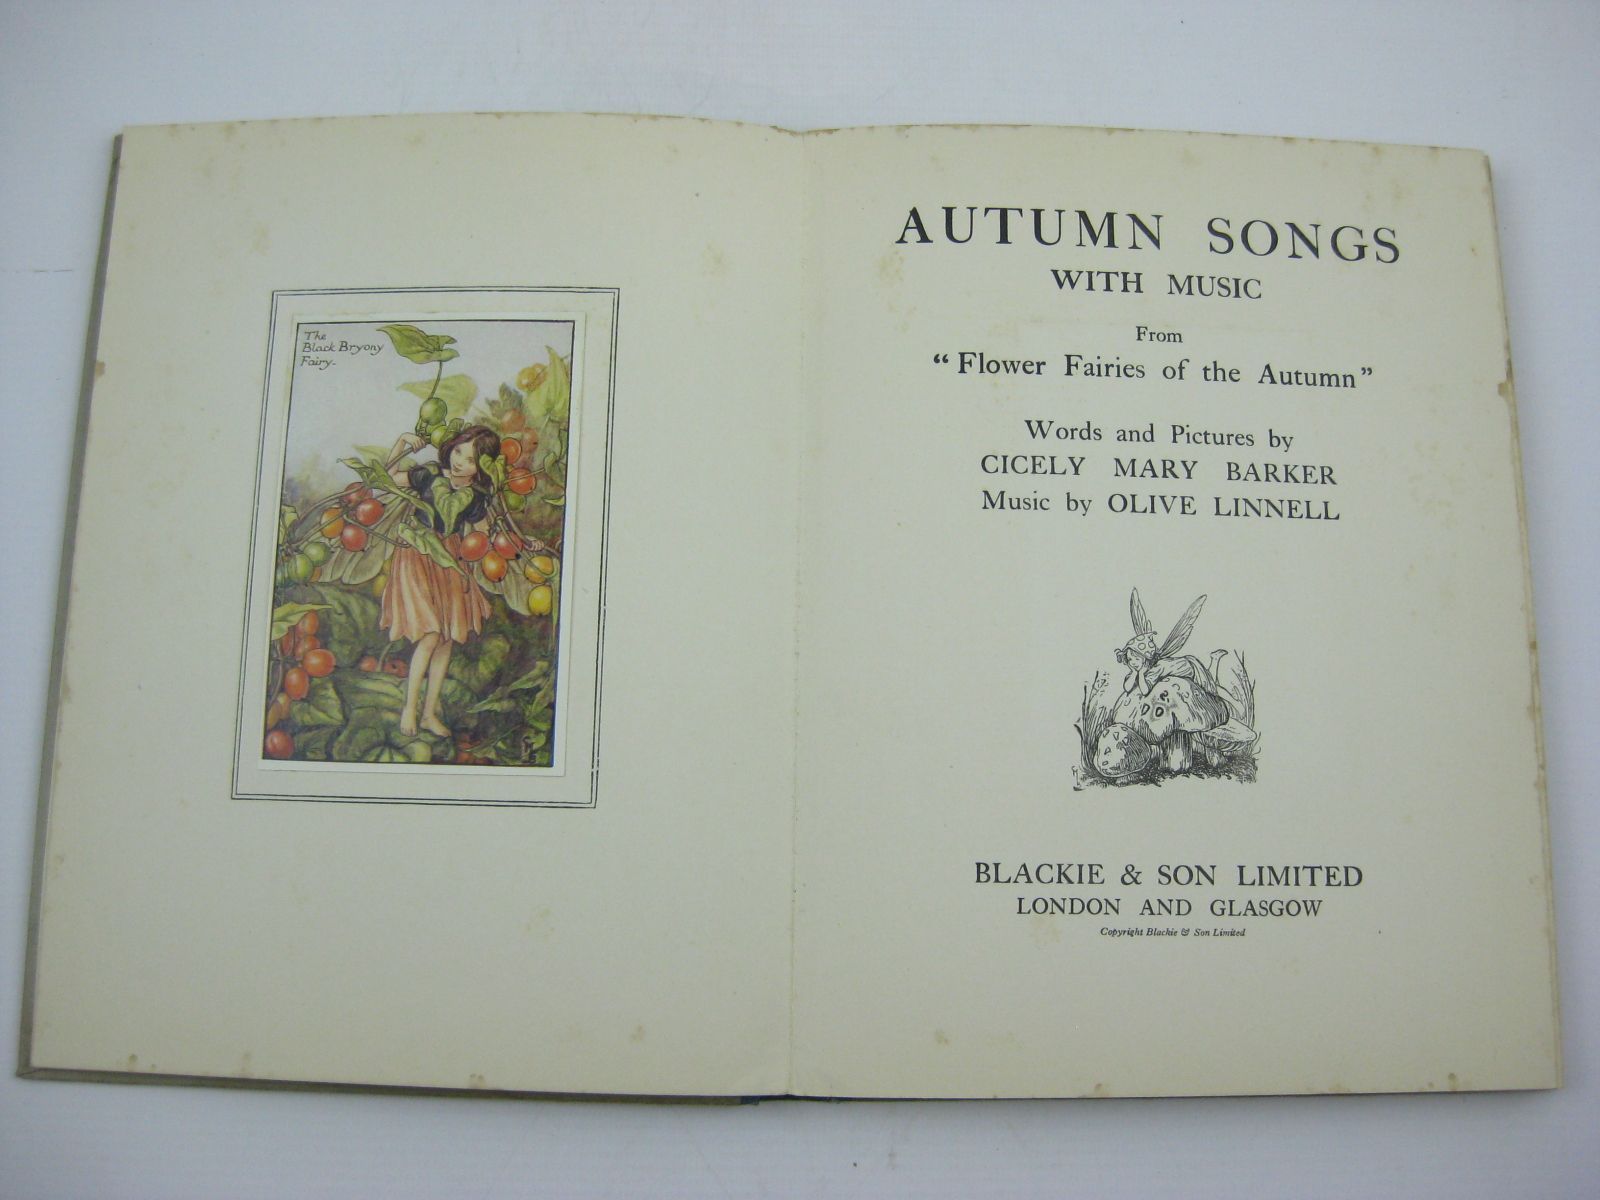 The
Black Bryony
Fairy.
AUTUMN SONGS
WITH MUSIC
From
"Flower Fairies of the Autumn"
Words and Pictures by
CICELY MARY BARKER
Music by OLIVE LINNELL
BLACKIE & SON LIMITED
LONDON AND GLASGOW
Copyright Blackie & Son Limited